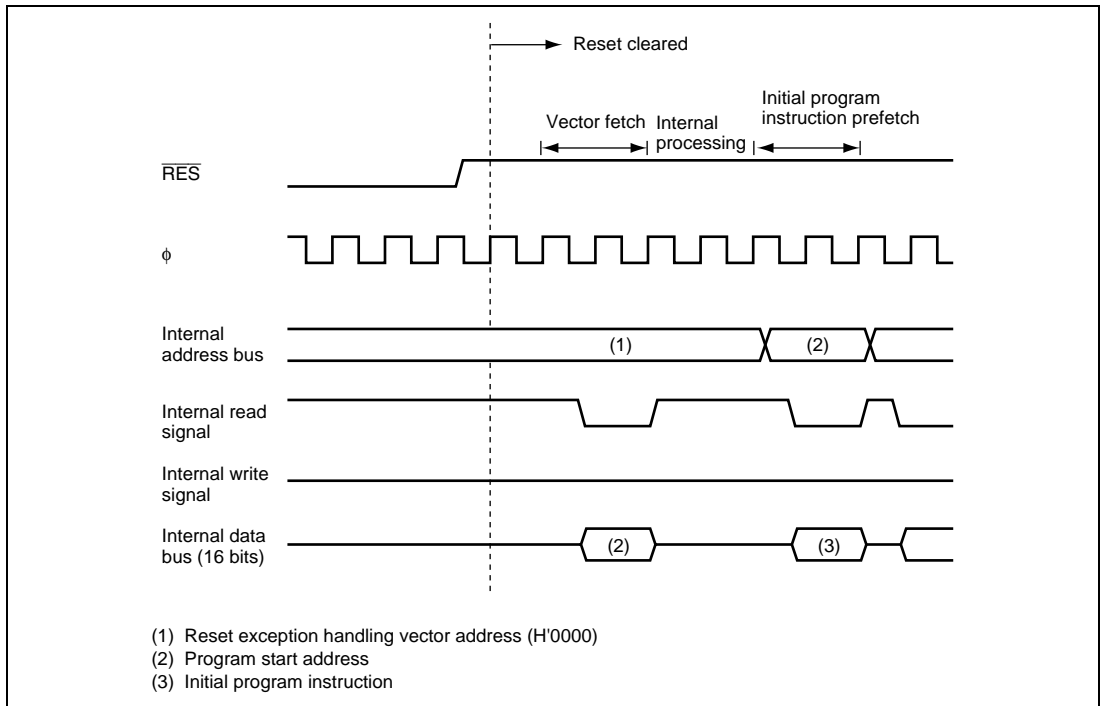 Reset cleared
Initial program
instruction prefetch
Vector fetch
Internal
processing
RES
φ
Internal
address bus
(1)
(2)
Internal read
signal
Internal write
signal
Internal data
bus (16 bits)
(2)
(3)
(1) Reset exception handling vector address (H'0000)
(2) Program start address
(3) Initial program instruction